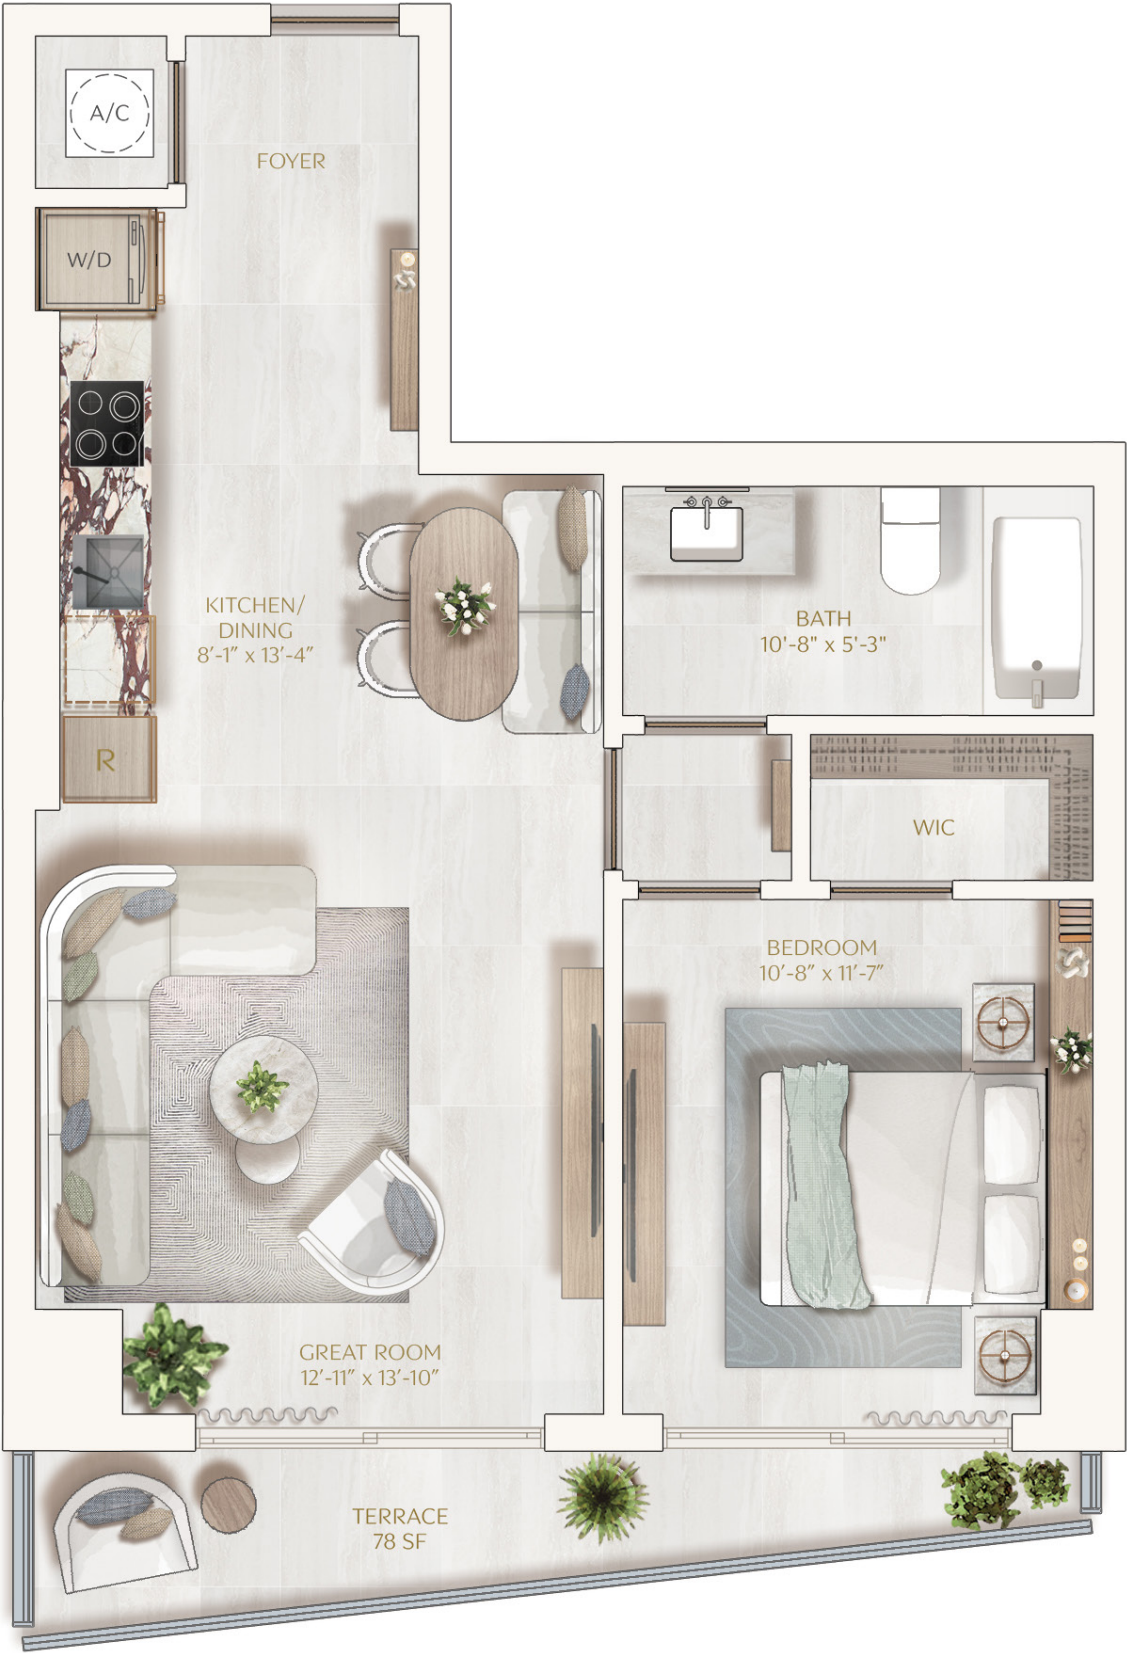 A/C
FOYER
W/D
KITCHEN/
DINING
8'-1" x 13'-4"
BATH
10'-8" x 5'-3"
R
WIC
BEDROOM
10'-8" x 11'-7"
GREAT ROOM
12'-11" x 13'-10"
TERRACE
78 SF